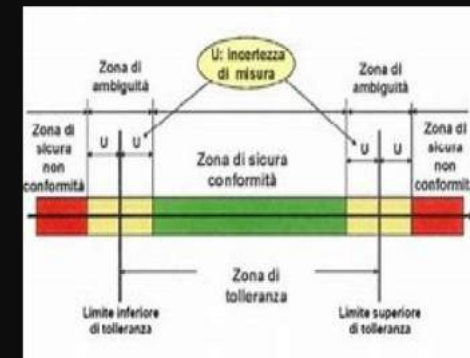 U: Incertezza
di misura
Zona di
ambiguità
Zona di
ambiguità
Zona di
sicura
non
conformità
U
U
Zona di sicura
conformità
U
U
Zona di
sicura
non
conformit
Zona di
tolleranza
Limite inferiore
di tolleranza
Limite superiore
di tolleranza